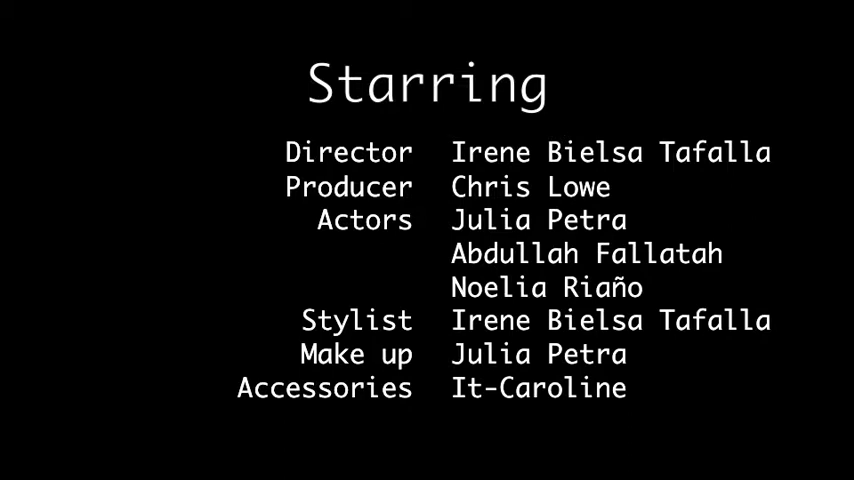 Starring
Director Irene Bielsa Tafalla
Producer Chris Lowe
Actors Julia Petra
Abdullah Fallatah
Noelia Riaño
Stylist Irene Bielsa Tafalla
Make up Julia Petra
Accessories It-Caroline